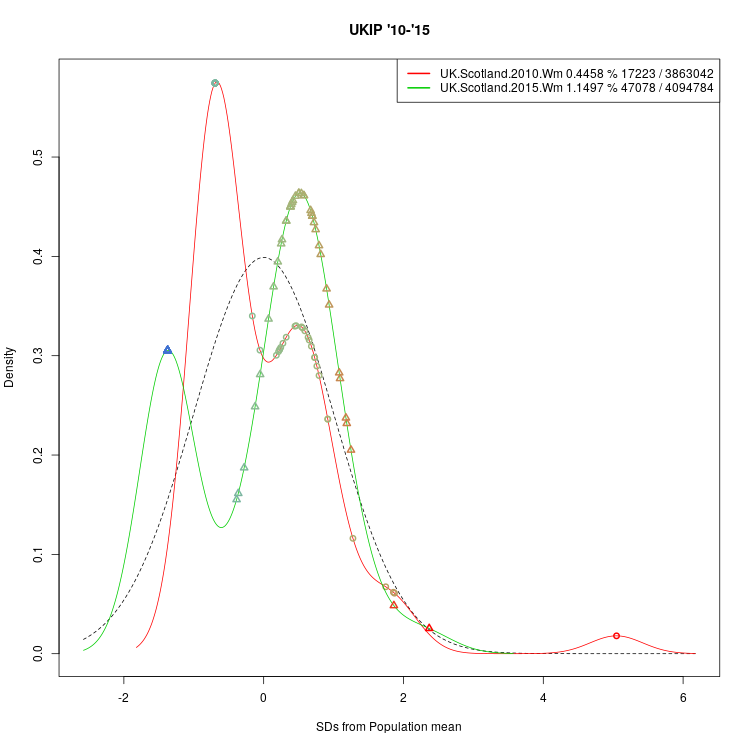 UKIP '10-'15
UK.Scotland.2010.Wm 0.4458 % 17223 / 3863042
UK.Scotland.2015.Wm 1.1497 % 47078 / 4094784
Density
0.5
0.4
0.3
0.2
0.1
0.0
-2 0 2 4 6
SDs from Population mean